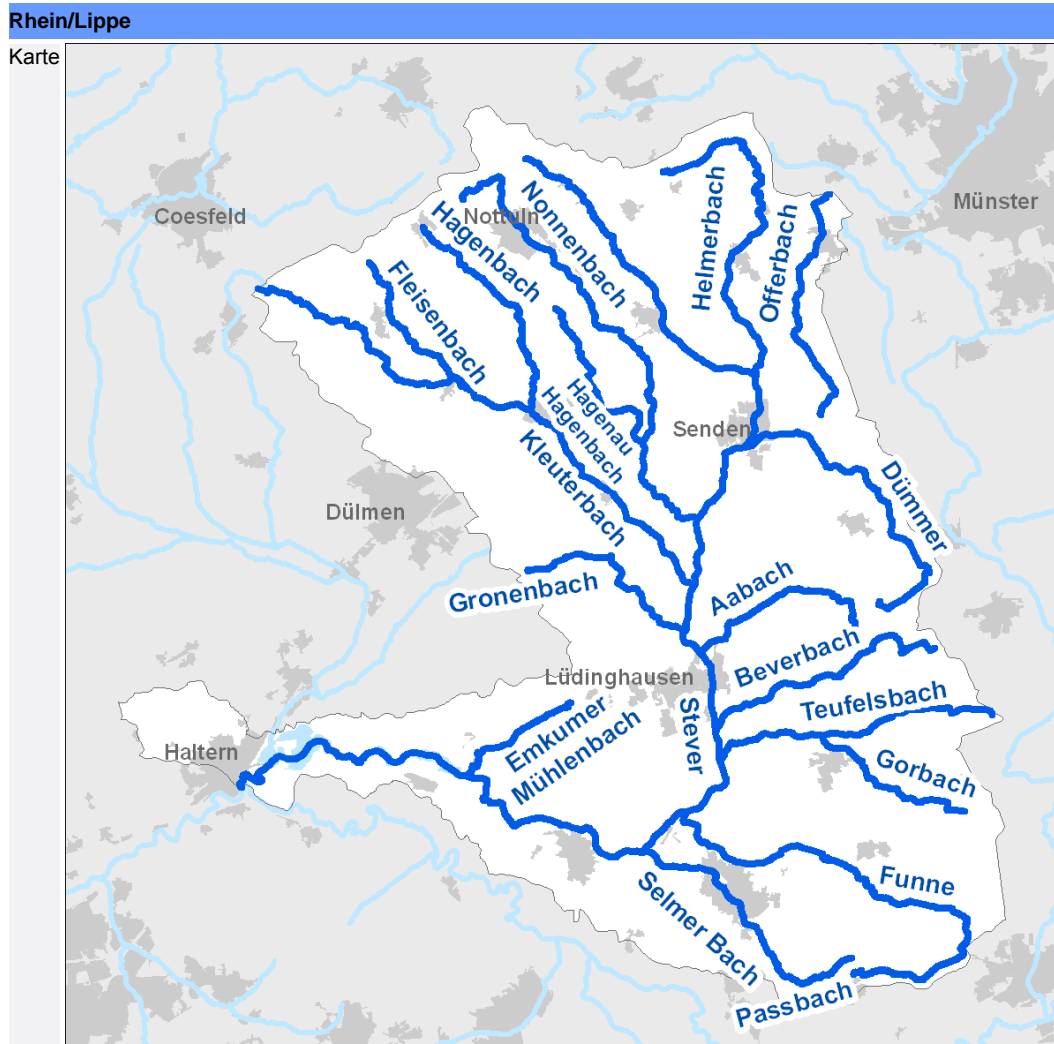 Rhein/Lippe
Karte
Coesfeld
Münster
Nottuln
Nonnenbach
Hagenbach
Helmerbach
Offerbach
Fleisenbach
Hagenau
Hagenbach
Senden
Kleuterbach
Dülmen
Dümmer
Gronenbach
Aabach
Beverbach
Lüdinghausen
Teufelsbach
Stever
Emkumer
Mühlenbach
Haltern
Gorbach
Funne
Selmer Bach
Passbach